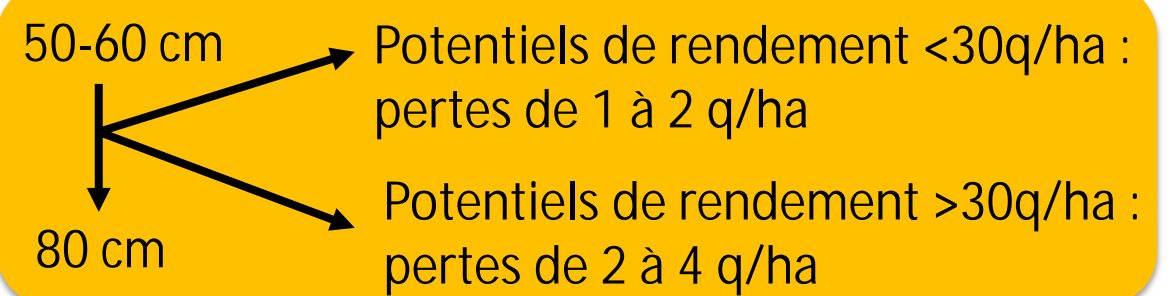 50-60 cm
80 cm
Potentiels de rendement <30q/ha :
pertes de 1 à 2 q/ha
Potentiels de rendement >30q/ha :
pertes de 2 à 4 q/ha